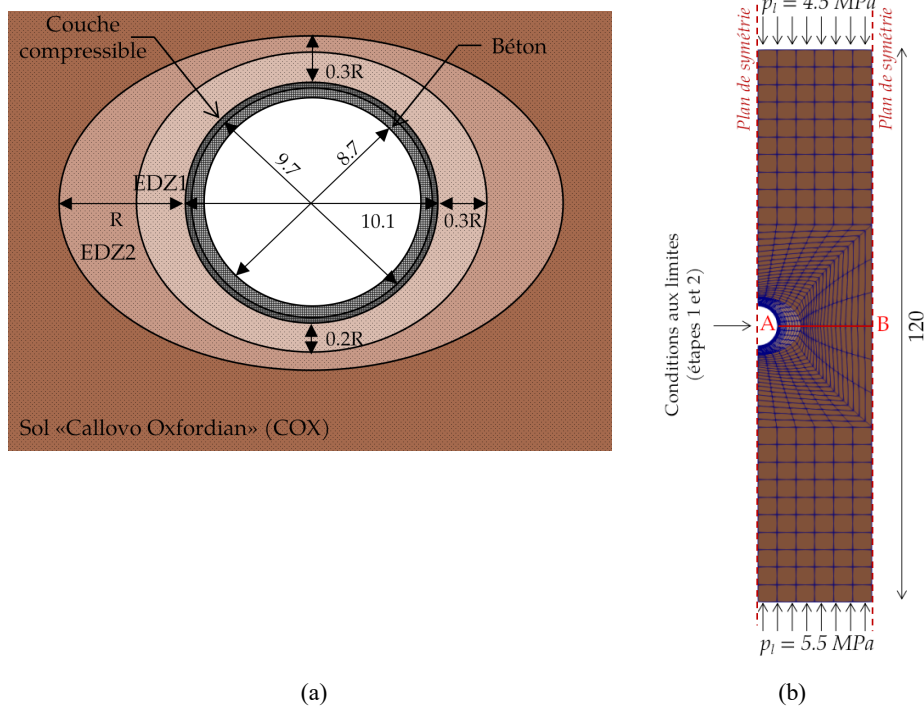 Couche
compressible
Béton
0.3R
9.7
8.7
EDZ1
R
10.1
0.3R
EDZ2
0.2R
Sol «Callovo Oxfordian» (COX)
(a)
p_l = 4.5 MPa
Plan de symétrie
Plan de symétrie
Conditions aux limites
(étapes 1 et 2)
A
B
120
p_l = 5.5 MPa
(b)